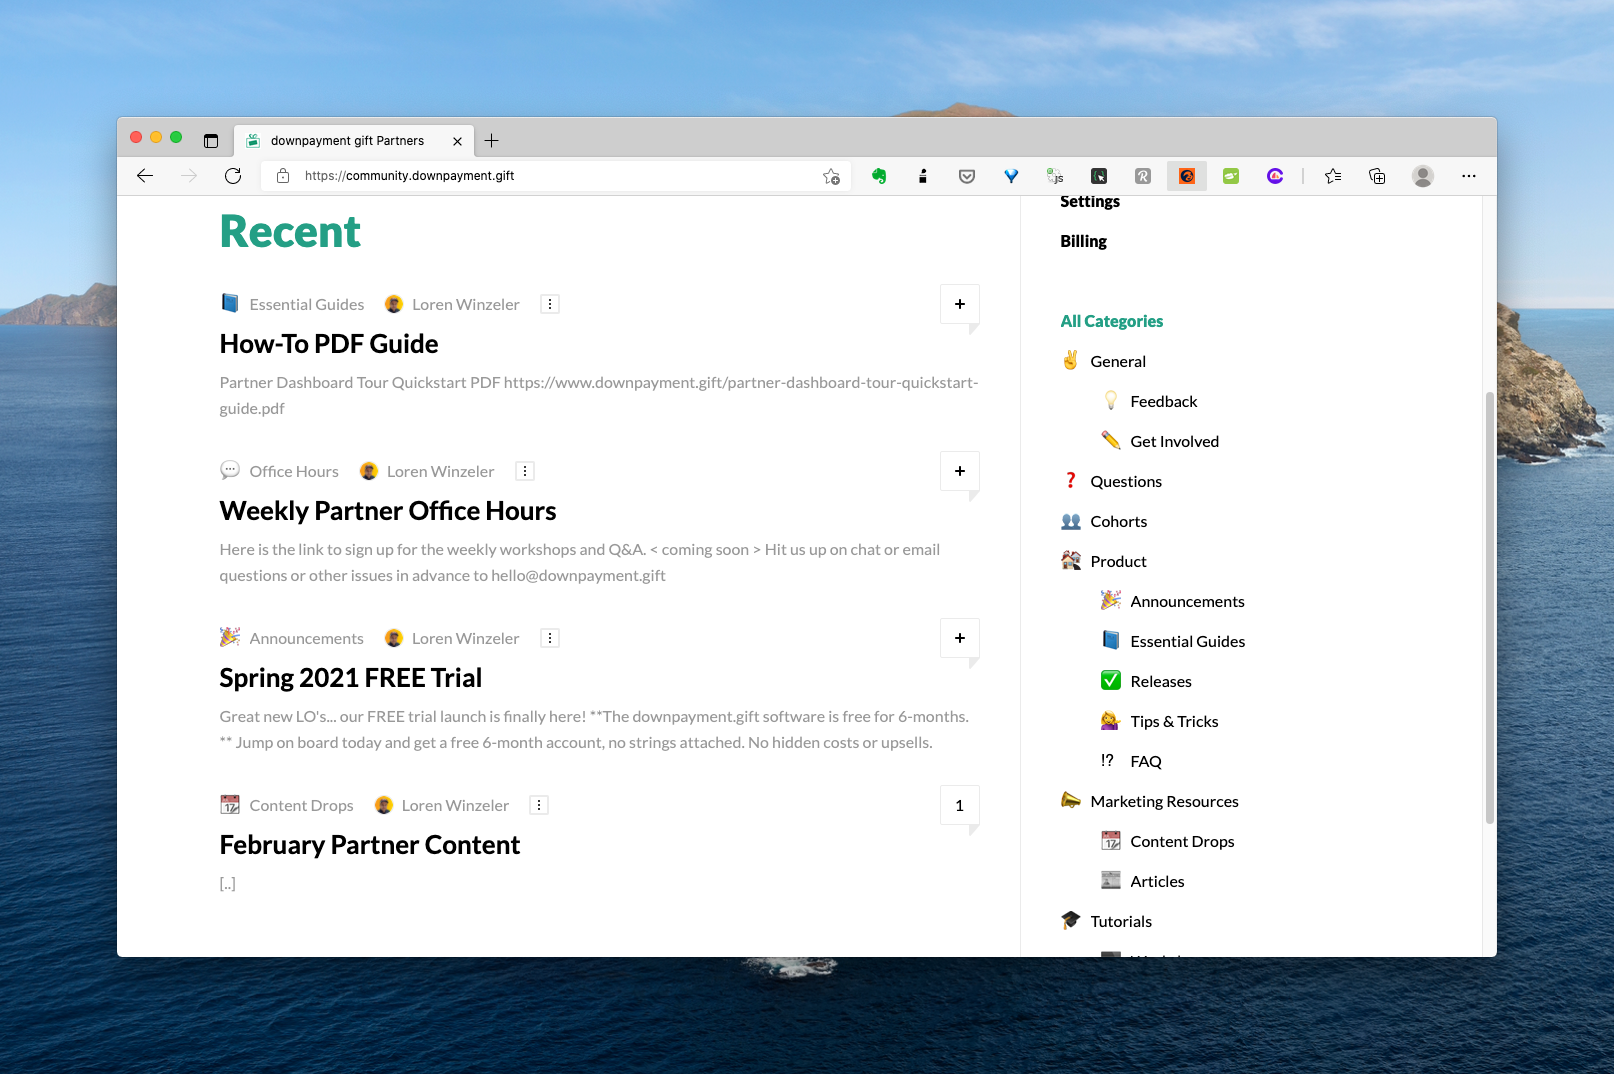 downpayment gift Partners
https://community.downpayment.gift
Recent
Essential Guides Loren Winzeler
+
How-To PDF Guide
Partner Dashboard Tour Quickstart PDF https://www.downpayment.gift/partner-dashboard-tour-quickstart-
guide.pdf
Office Hours Loren Winzeler
+
Weekly Partner Office Hours
Here is the link to sign up for the weekly workshops and Q&A. < coming soon > Hit us up on chat or email
questions or other issues in advance to hello@downpayment.gift
Announcements Loren Winzeler
+
Spring 2021 FREE Trial
Great new LO's... our FREE trial launch is finally here! **The downpayment.gift software is free for 6-months.
** Jump on board today and get a free 6-month account, no strings attached. No hidden costs or upsells.
Content Drops Loren Winzeler
1
February Partner Content
[..]
Settings
Billing
All Categories
General
Feedback
Get Involved
Questions
Cohorts
Product
Announcements
Essential Guides
Releases
Tips & Tricks
!? FAQ
Marketing Resources
Content Drops
Articles
Tutorials